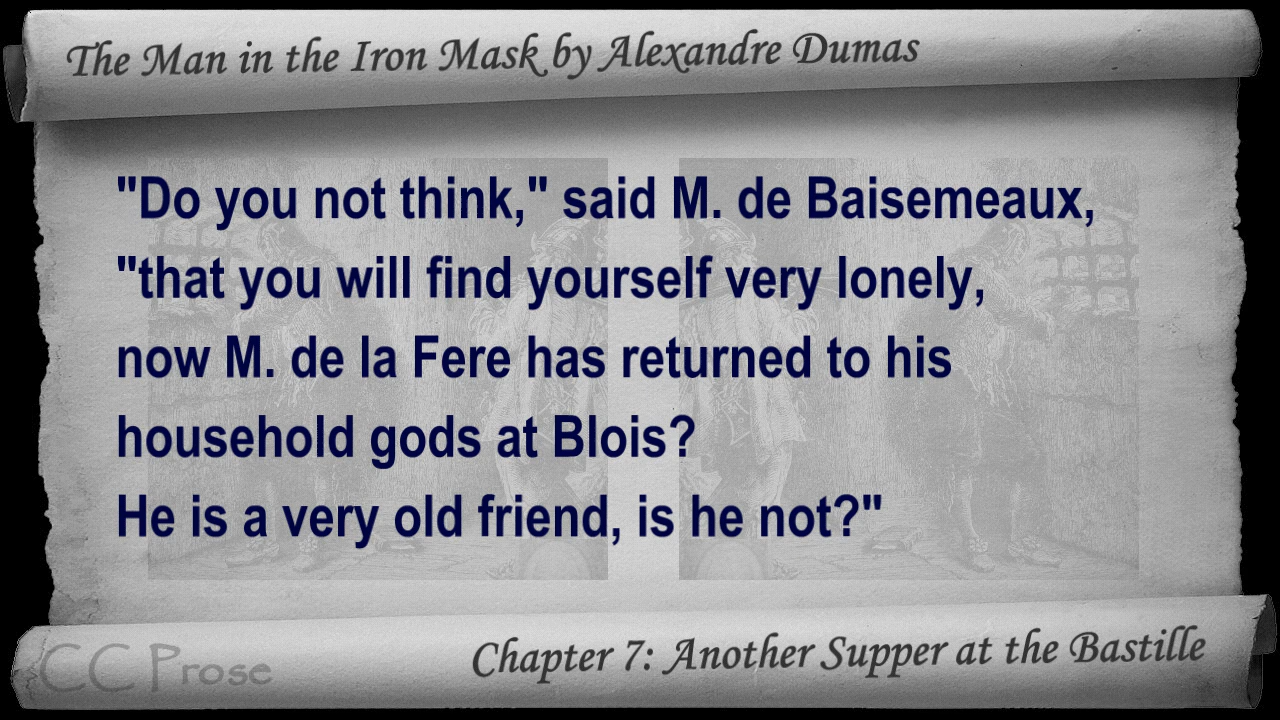 The Man in the Iron Mask by Alexandre Dumas
"Do you not think," said M. de Baisemeaux,
"that you will find yourself very lonely,
now M. de la Fere has returned to his
household gods at Blois?
He is a very old friend, is he not?"
CC Prose
Chapter 7: Another Supper at the Bastille